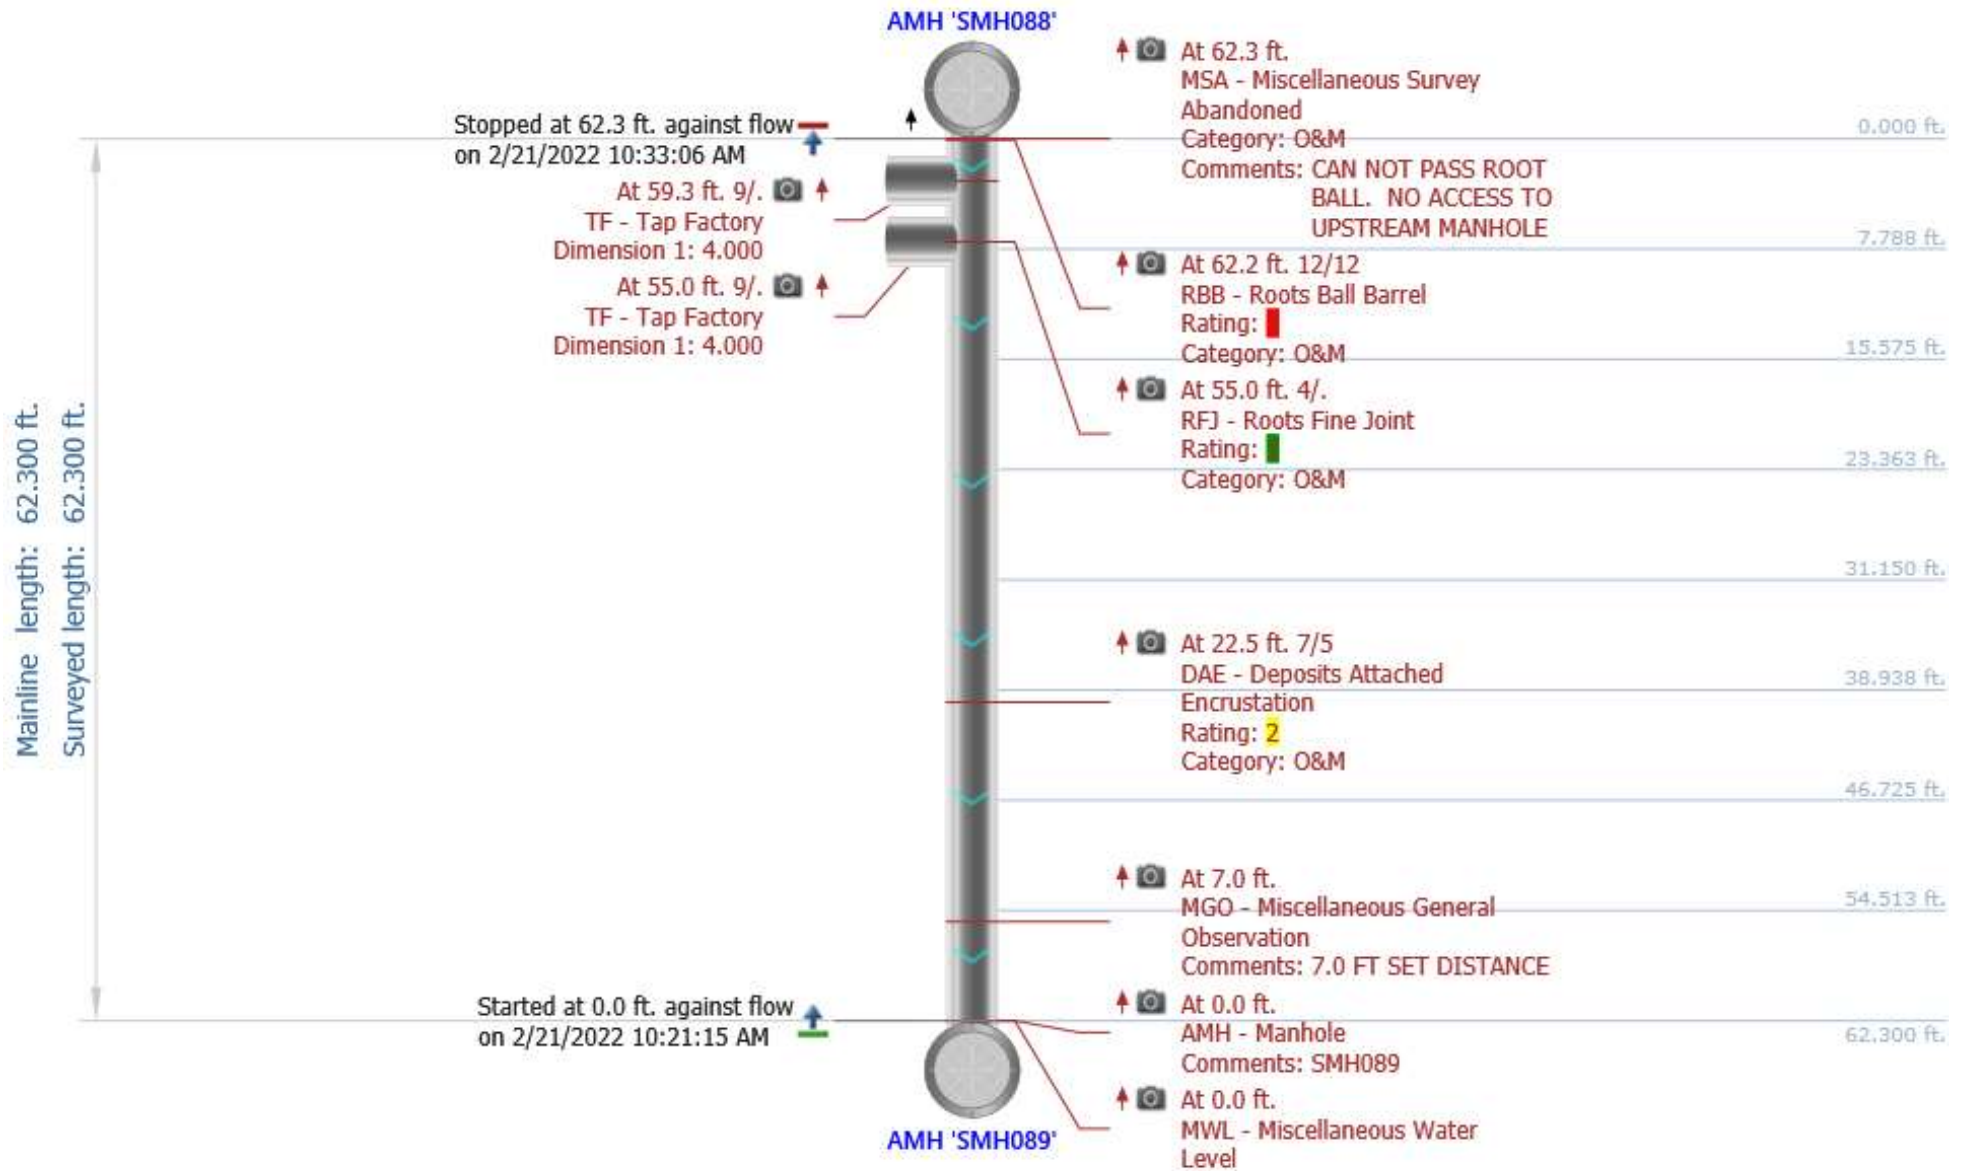 AMH 'SMH088'
Stopped at 62.3 ft. against flow
on 2/21/2022 10:33:06 AM
At 59.3 ft. 9/.
TF - Tap Factory
Dimension 1: 4.000
At 55.0 ft. 9/.
TF - Tap Factory
Dimension 1: 4.000
Mainline length: 62.300 ft.
Surveyed length: 62.300 ft.
Started at 0.0 ft. against flow
on 2/21/2022 10:21:15 AM
AMH 'SMH089'
At 62.3 ft.
MSA - Miscellaneous Survey
Abandoned
Category: O&M
Comments: CAN NOT PASS ROOT
BALL. NO ACCESS TO
UPSTREAM MANHOLE
At 62.2 ft. 12/12
RBB - Roots Ball Barrel
Rating:
Category: O&M
At 55.0 ft. 4/.
RFJ - Roots Fine Joint
Rating:
Category: O&M
At 22.5 ft. 7/5
DAE - Deposits Attached
Encrustation
Rating: 2
Category: O&M
At 7.0 ft.
MGO - Miscellaneous General
Observation
Comments: 7.0 FT SET DISTANCE
At 0.0 ft.
AMH - Manhole
Comments: SMH089
At 0.0 ft.
MWL - Miscellaneous Water
Level
0.000 ft.
7.788 ft.
15.575 ft.
23.363 ft.
31.150 ft.
38.938 ft.
46.725 ft.
54.513 ft.
62.300 ft.